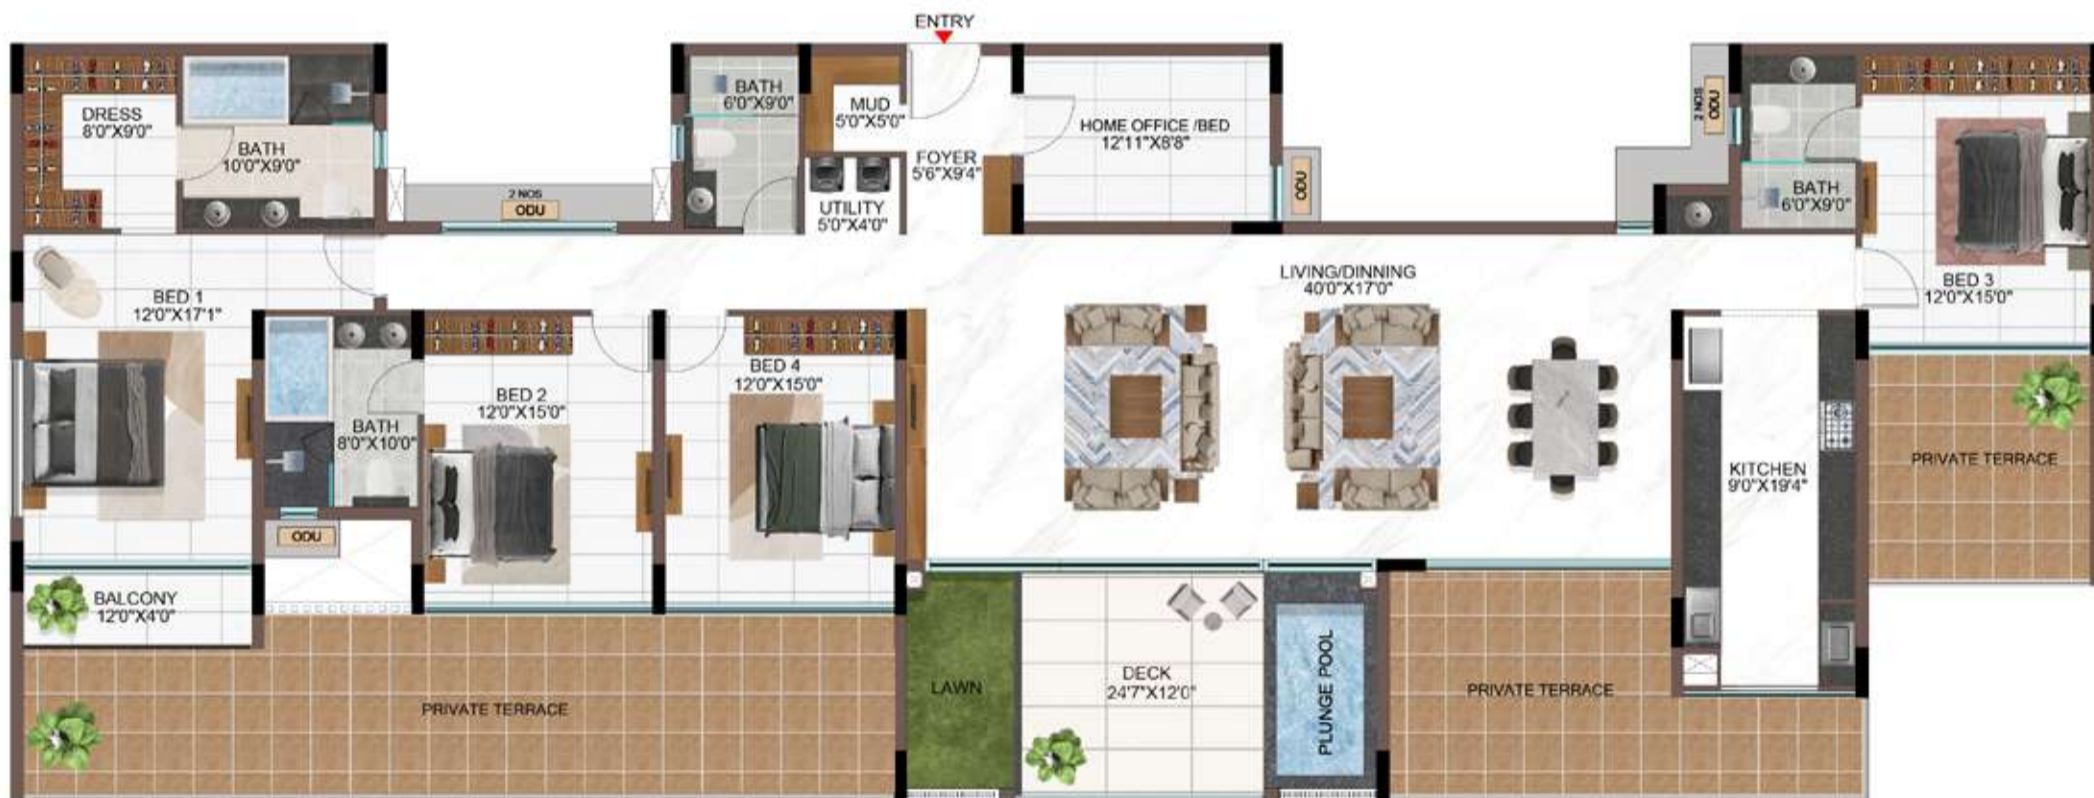 ENTRY
DRESS
8'0"X9'0"
BATH
10'0"X9'0"
2 NOS
ODU
BATH
6'0"X9'0"
MUD
5'0"X5'0"
UTILITY
5'0"X4'0"
FOYER
5'6"X9'4"
HOME OFFICE /BED
12'11"X8'8"
ODU
2 NOS
ODU
BATH
6'0"X9'0"
BED 3
12'0"X15'0"
BED 1
12'0"X17'1"
BATH
8'0"X10'0"
ODU
BED 2
12'0"X15'0"
BED 4
12'0"X15'0"
LIVING/DINNING
40'0"X17'0"
KITCHEN
9'0"X19'4"
PRIVATE TERRACE
BALCONY
12'0"X4'0"
PRIVATE TERRACE
LAWN
DECK
24'7"X12'0"
PLUNGE POOL
PRIVATE TERRACE